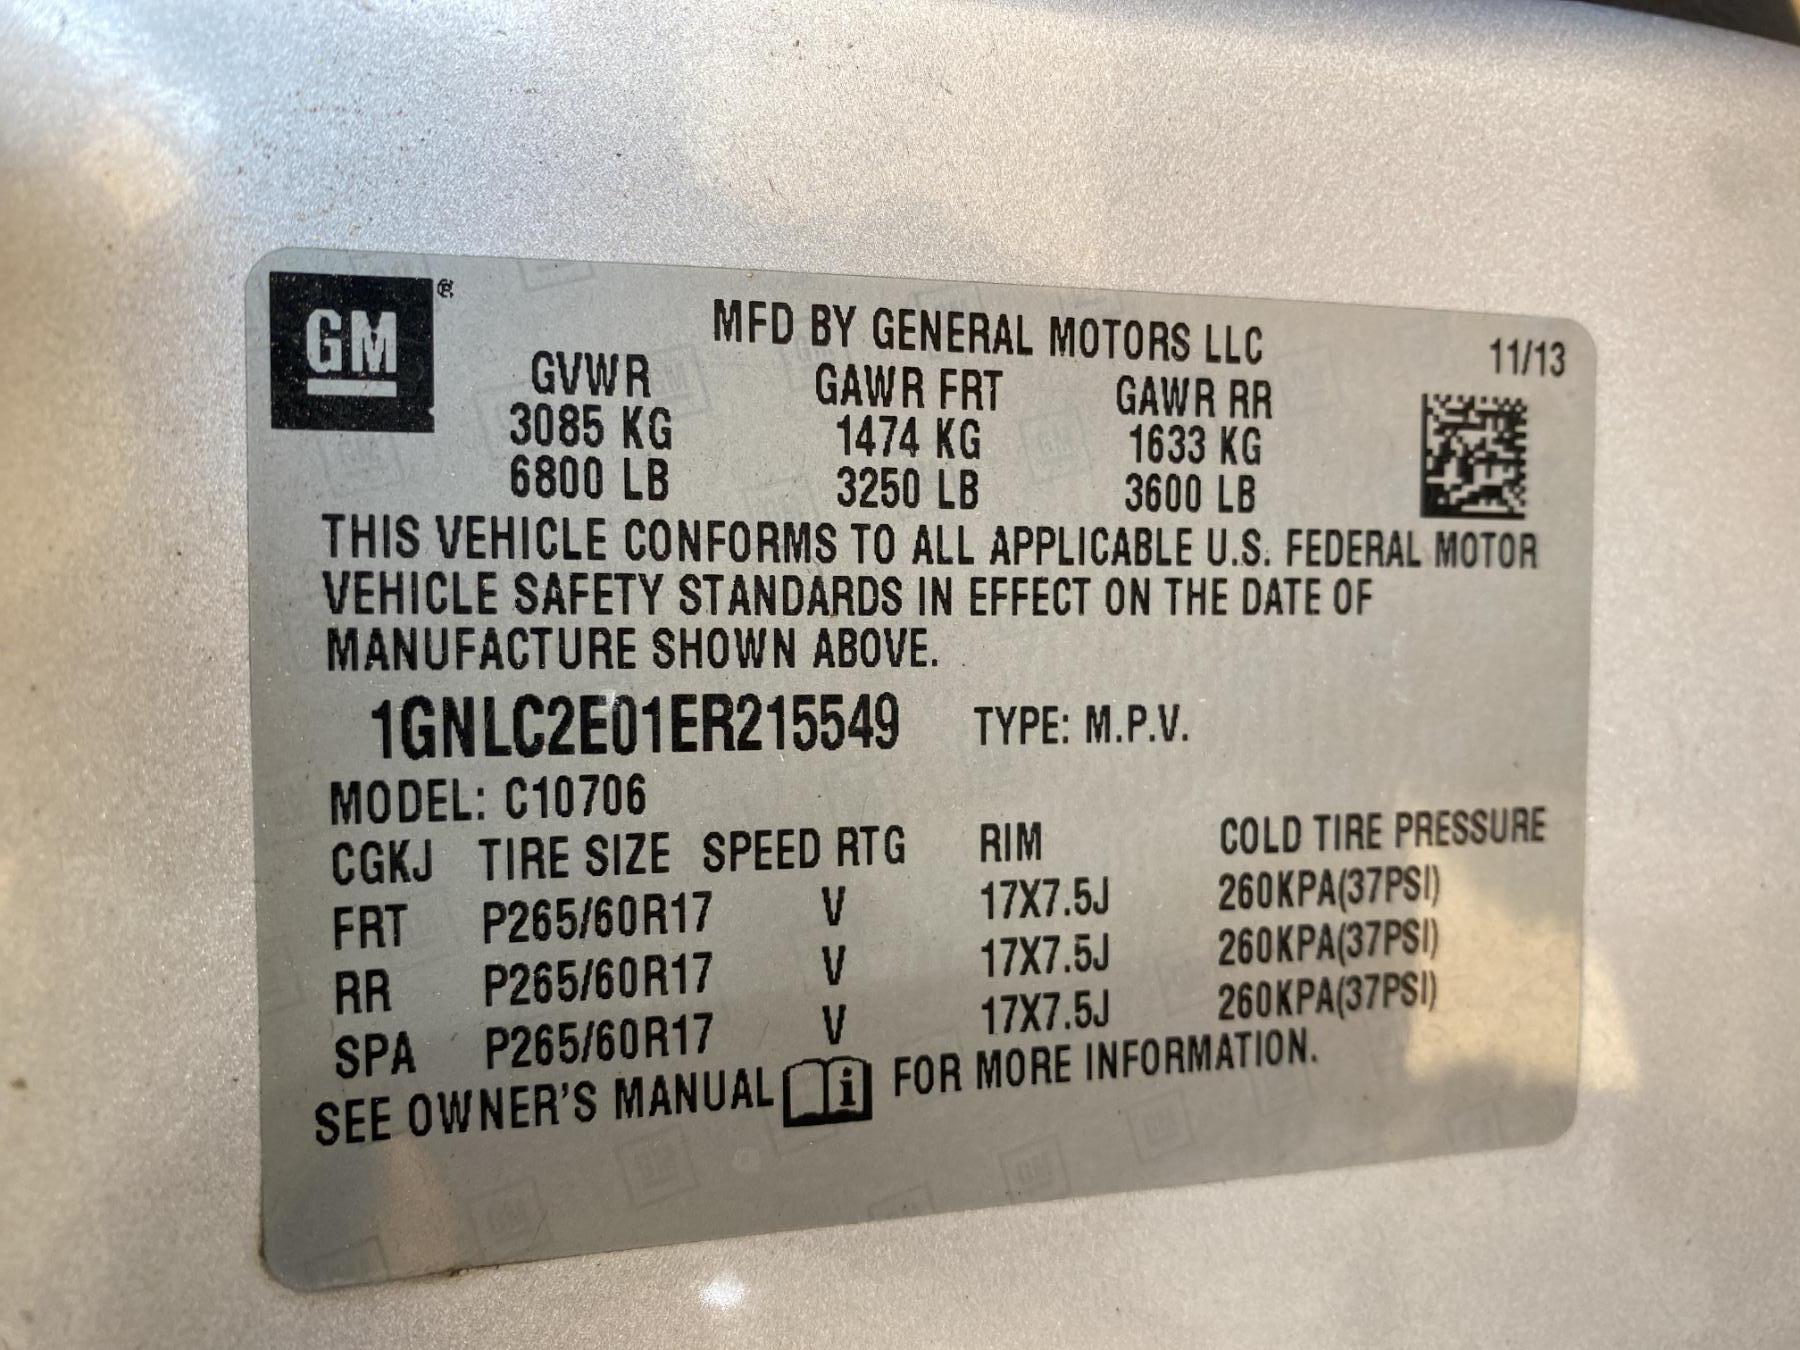 GM®
MFD BY GENERAL MOTORS LLC 11/13
GVWR GAWR FRT GAWR RR
3085 KG 1474 KG 1633 KG
6800 LB 3250 LB 3600 LB
THIS VEHICLE CONFORMS TO ALL APPLICABLE U.S. FEDERAL MOTOR
VEHICLE SAFETY STANDARDS IN EFFECT ON THE DATE OF
MANUFACTURE SHOWN ABOVE.
1GNLC2E01ER215549 TYPE: M.P.V.
MODEL: C10706
CGKJ TIRE SIZE SPEED RTG RIM COLD TIRE PRESSURE
FRT P265/60R17 V 17X7.5J 260KPA(37PSI)
RR P265/60R17 V 17X7.5J 260KPA(37PSI)
SPA P265/60R17 V 17X7.5J 260KPA(37PSI)
SEE OWNER'S MANUAL i FOR MORE INFORMATION.